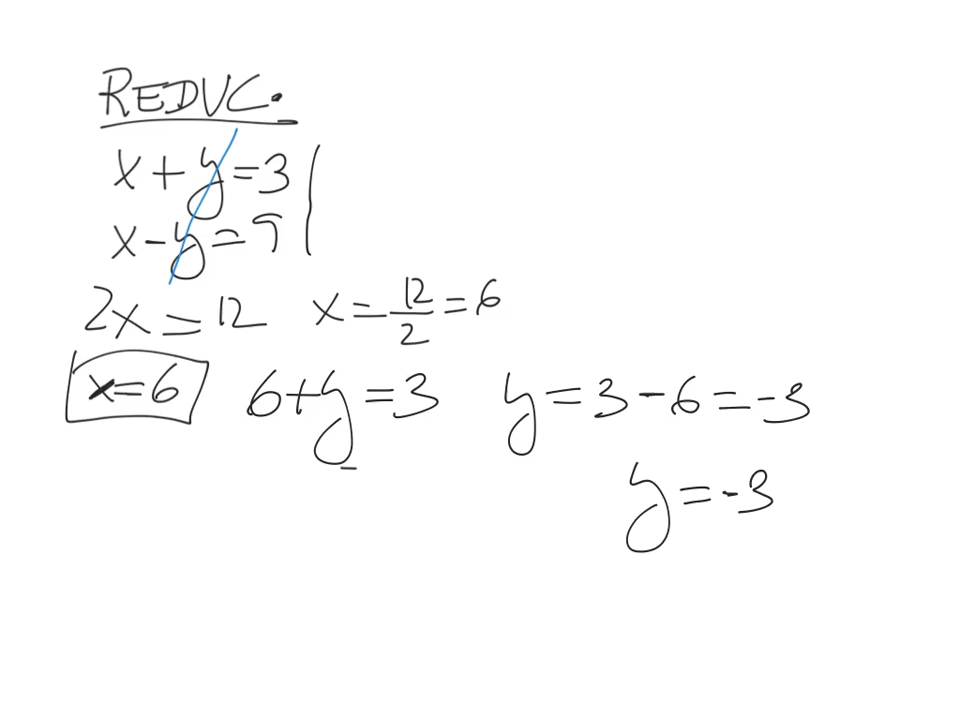 REDUC.
x+y=3
x-y=9
2x=12 x=12/2=6
x=6 6+y=3 y=3-6=-3
y=-3